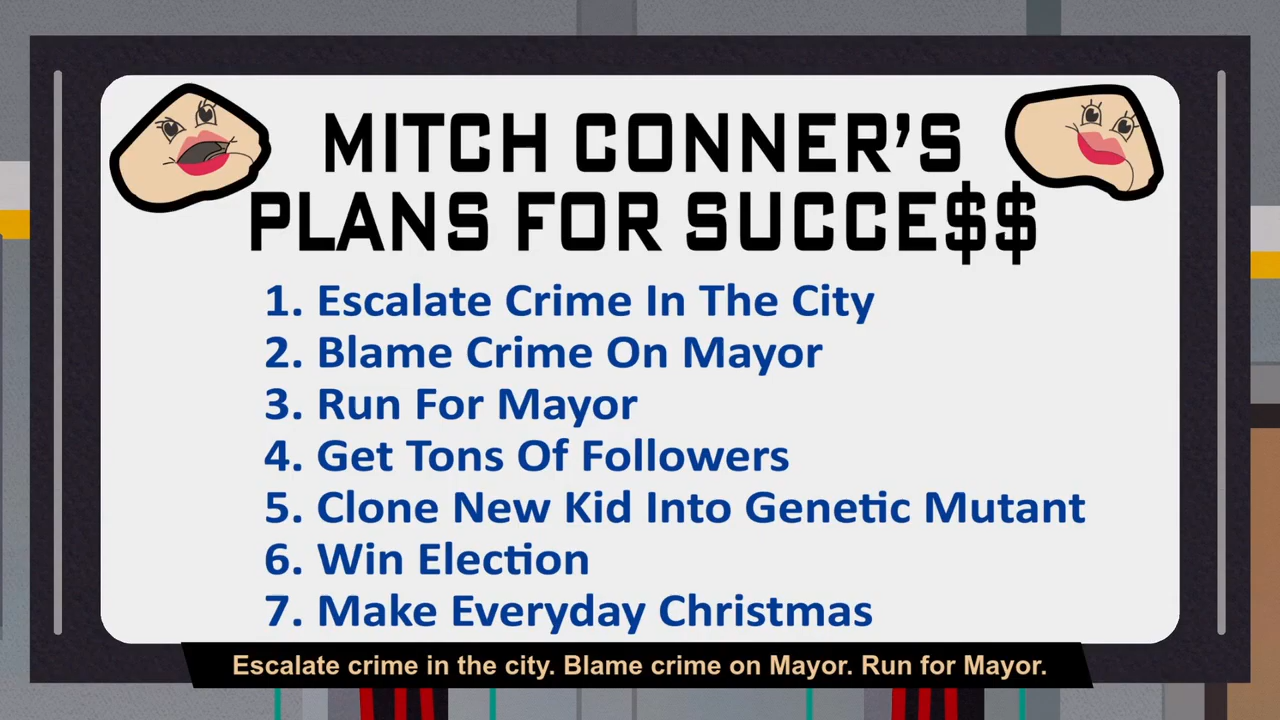 MITCH CONNER'S
PLANS FOR SUCCE$$
1. Escalate Crime In The City
2. Blame Crime On Mayor
3. Run For Mayor
4. Get Tons Of Followers
5. Clone New Kid Into Genetic Mutant
6. Win Election
7. Make Everyday Christmas
Escalate crime in the city. Blame crime on Mayor. Run for Mayor.